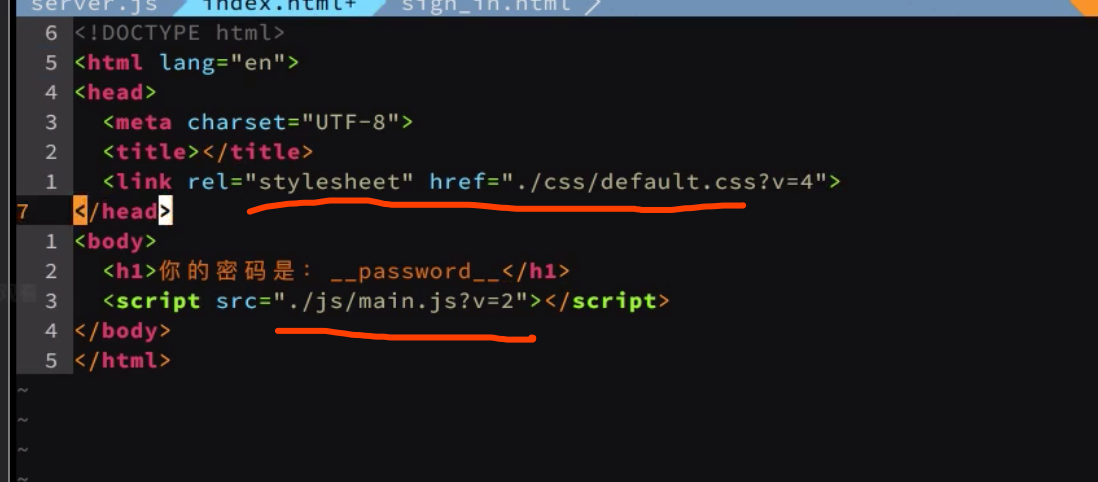 server.js index.html+ sign_in.html
6 <!DOCTYPE html>
5 <html lang="en">
4 <head>
3 <meta charset="UTF-8">
2 <title></title>
1 <link rel="stylesheet" href="./css/default.css?v=4">
7 </head>
1 <body>
2 <h1>你的密码是： __password__</h1>
3 <script src="./js/main.js?v=2"></script>
4 </body>
5 </html>
~
~
~
~